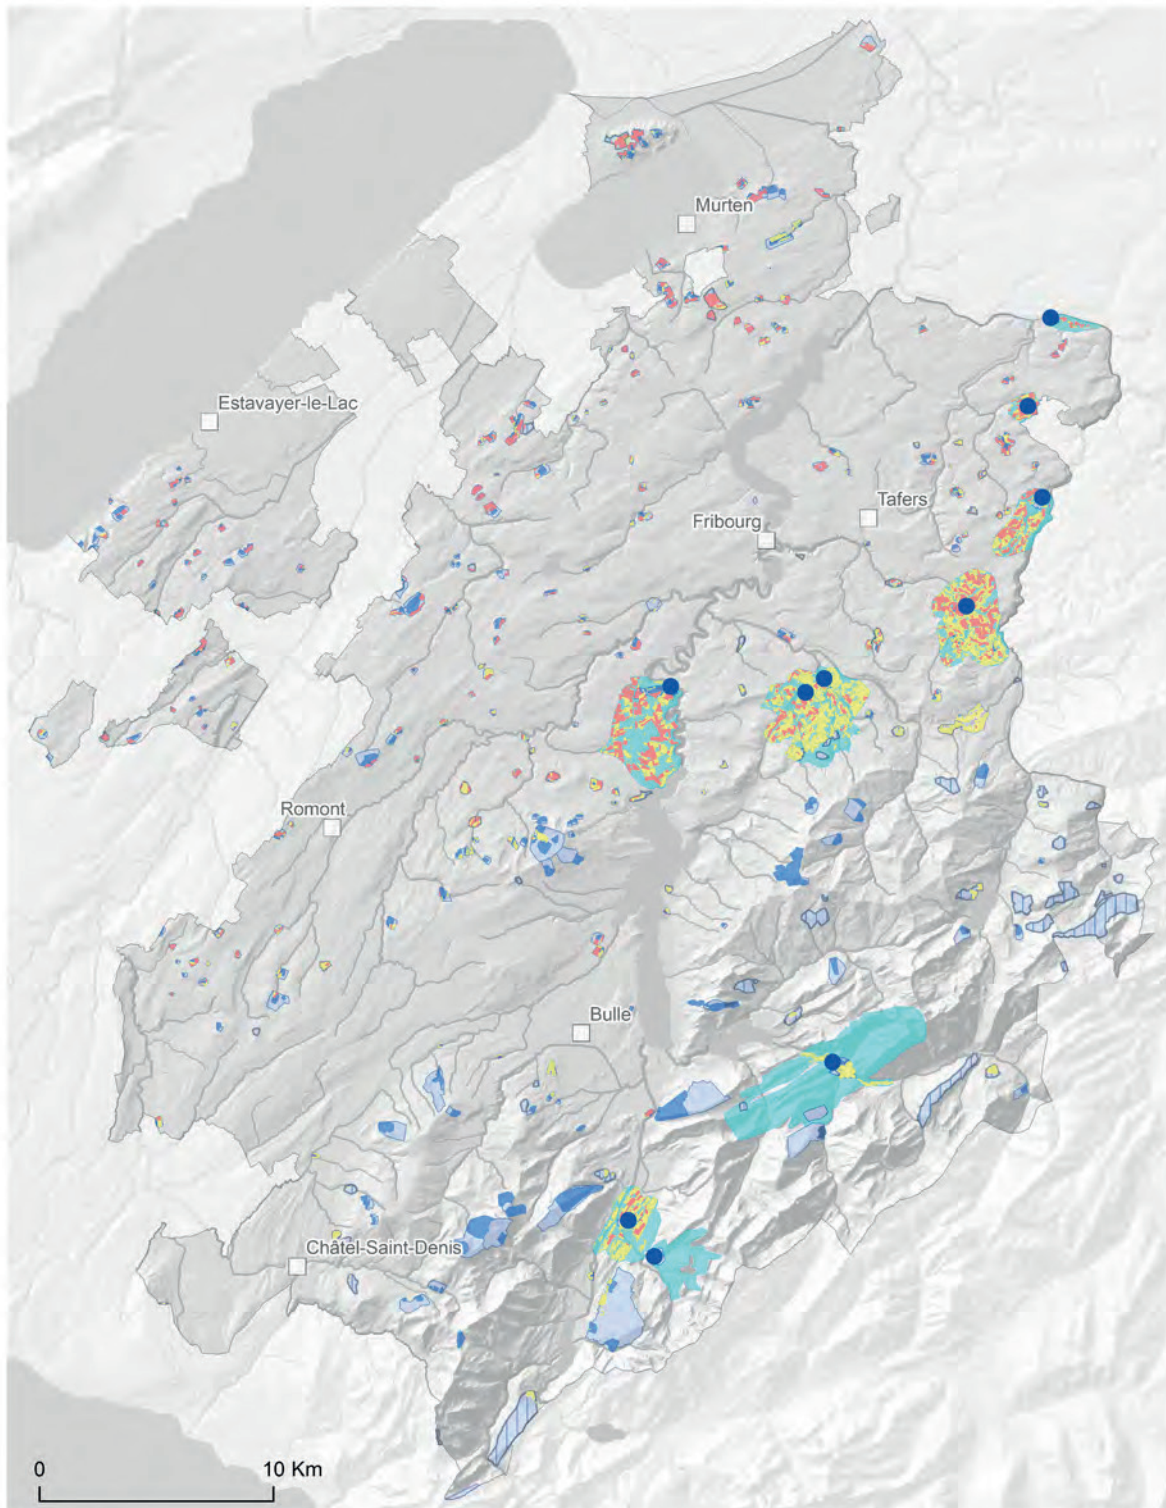 Murten
Estavayer-le-Lac
Tafers
Fribourg
Romont
Bulle
Châtel-Saint-Denis
0 10 Km